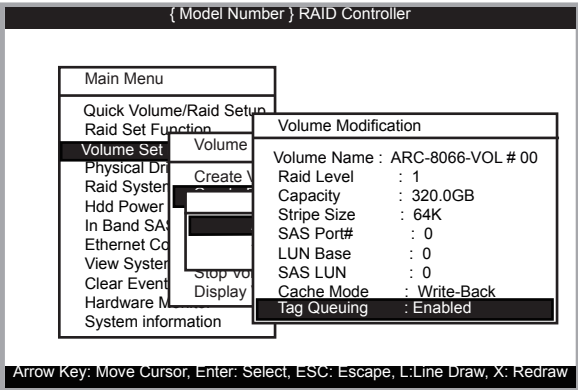 { Model Number } RAID Controller
Main Menu
Quick Volume/Raid Setup
Raid Set Function
Volume Set
Physical Dri
Raid System
Hdd Power
In Band SA
Ethernet Co
View System
Clear Event
Hardware M
System information
Volume
Create V
Stop Vo
Display
Volume Modification
Volume Name : ARC-8066-VOL # 00
Raid Level : 1
Capacity : 320.0GB
Stripe Size : 64K
SAS Port# : 0
LUN Base : 0
SAS LUN : 0
Cache Mode : Write-Back
Tag Queuing : Enabled
Arrow Key: Move Cursor, Enter: Select, ESC: Escape, L:Line Draw, X: Redraw